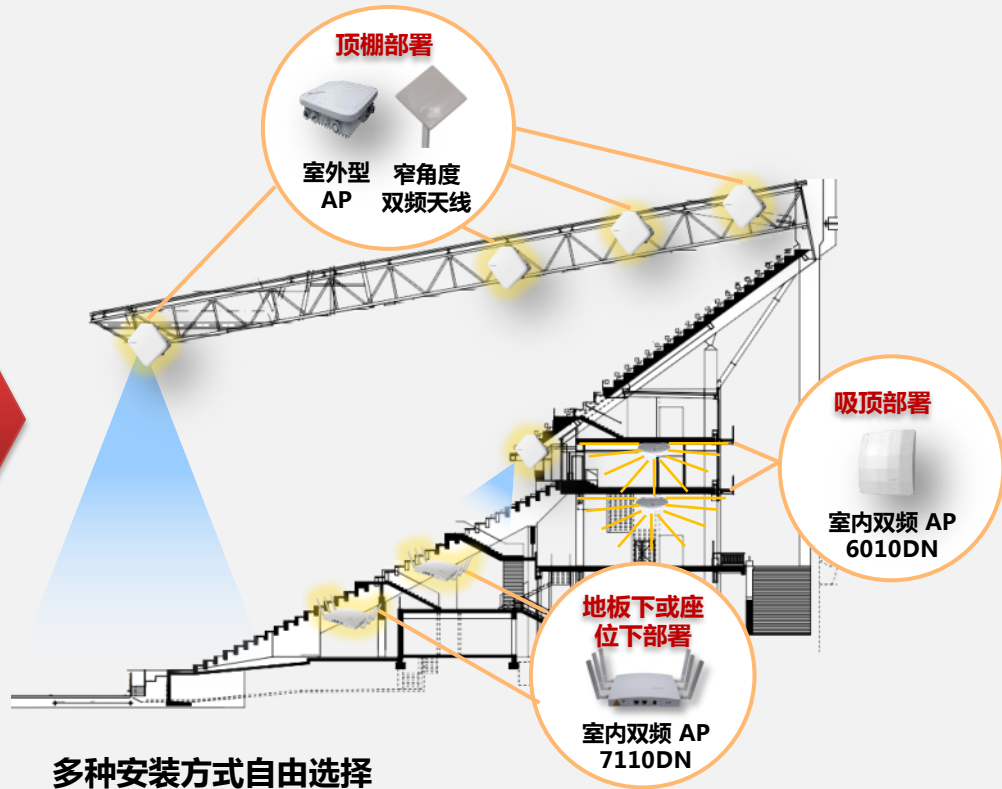 顶棚部署
室外型
AP
窄角度
双频天线
吸顶部署
室内双频 AP
6010DN
地板下或座
位下部署
室内双频 AP
7110DN
多种安装方式自由选择